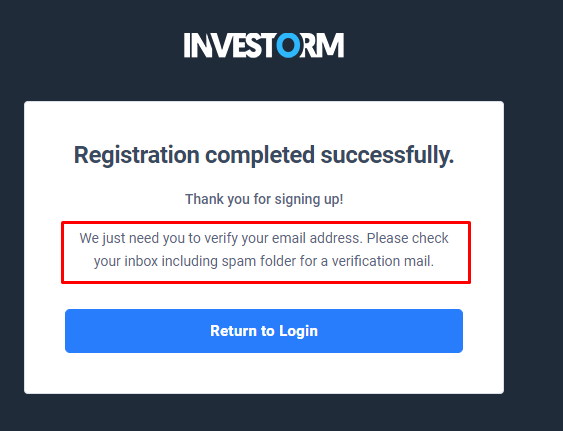 INVESTORM
Registration completed successfully.
Thank you for signing up!
We just need you to verify your email address. Please check
your inbox including spam folder for a verification mail.
Return to Login